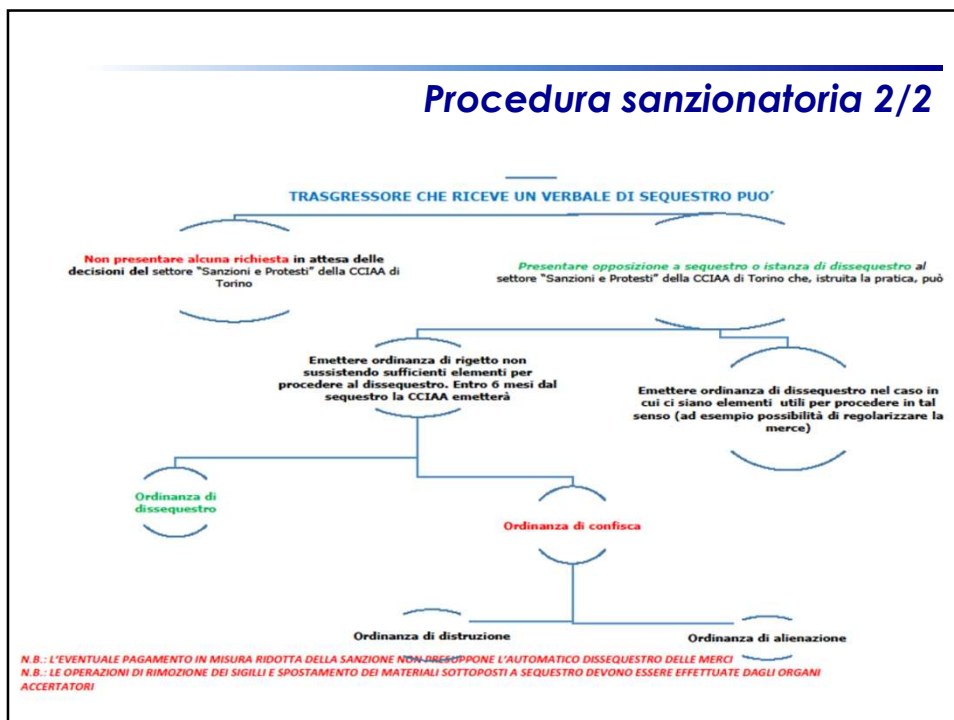 Procedura sanzionatoria 2/2
TRASGRESSORE CHE RICEVE UN VERBALE DI SEQUESTRO PUO´
Non presentare alcuna richiesta in attesa delle
decisioni del settore “Sanzioni e Protesti” della CCIAA di
Torino
Presentare opposizione a sequestro o istanza di dissequestro al
settore “Sanzioni e Protesti” della CCIAA di Torino che, istruita la pratica, può
Emettere ordinanza di rigetto non
sussistendo sufficienti elementi per
procedere al dissequestro. Entro 6 mesi dal
sequestro la CCIAA emetterà
Emettere ordinanza di dissequestro nel caso in
cui ci siano elementi utili per procedere in tal
senso (ad esempio possibilità di regolarizzare la
merce)
Ordinanza di
dissequestro
Ordinanza di confisca
Ordinanza di distruzione
Ordinanza di alienazione
N.B.: L’EVENTUALE PAGAMENTO IN MISURA RIDOTTA DELLA SANZIONE NON PRESUPPONE L’AUTOMATICO DISSEQUESTRO DELLE MERCI
N.B.: LE OPERAZIONI DI RIMOZIONE DEI SIGILLI E SPOSTAMENTO DEI MATERIALI SOTTOPOSTI A SEQUESTRO DEVONO ESSERE EFFETTUATE DAGLI ORGANI
ACCERTATORI